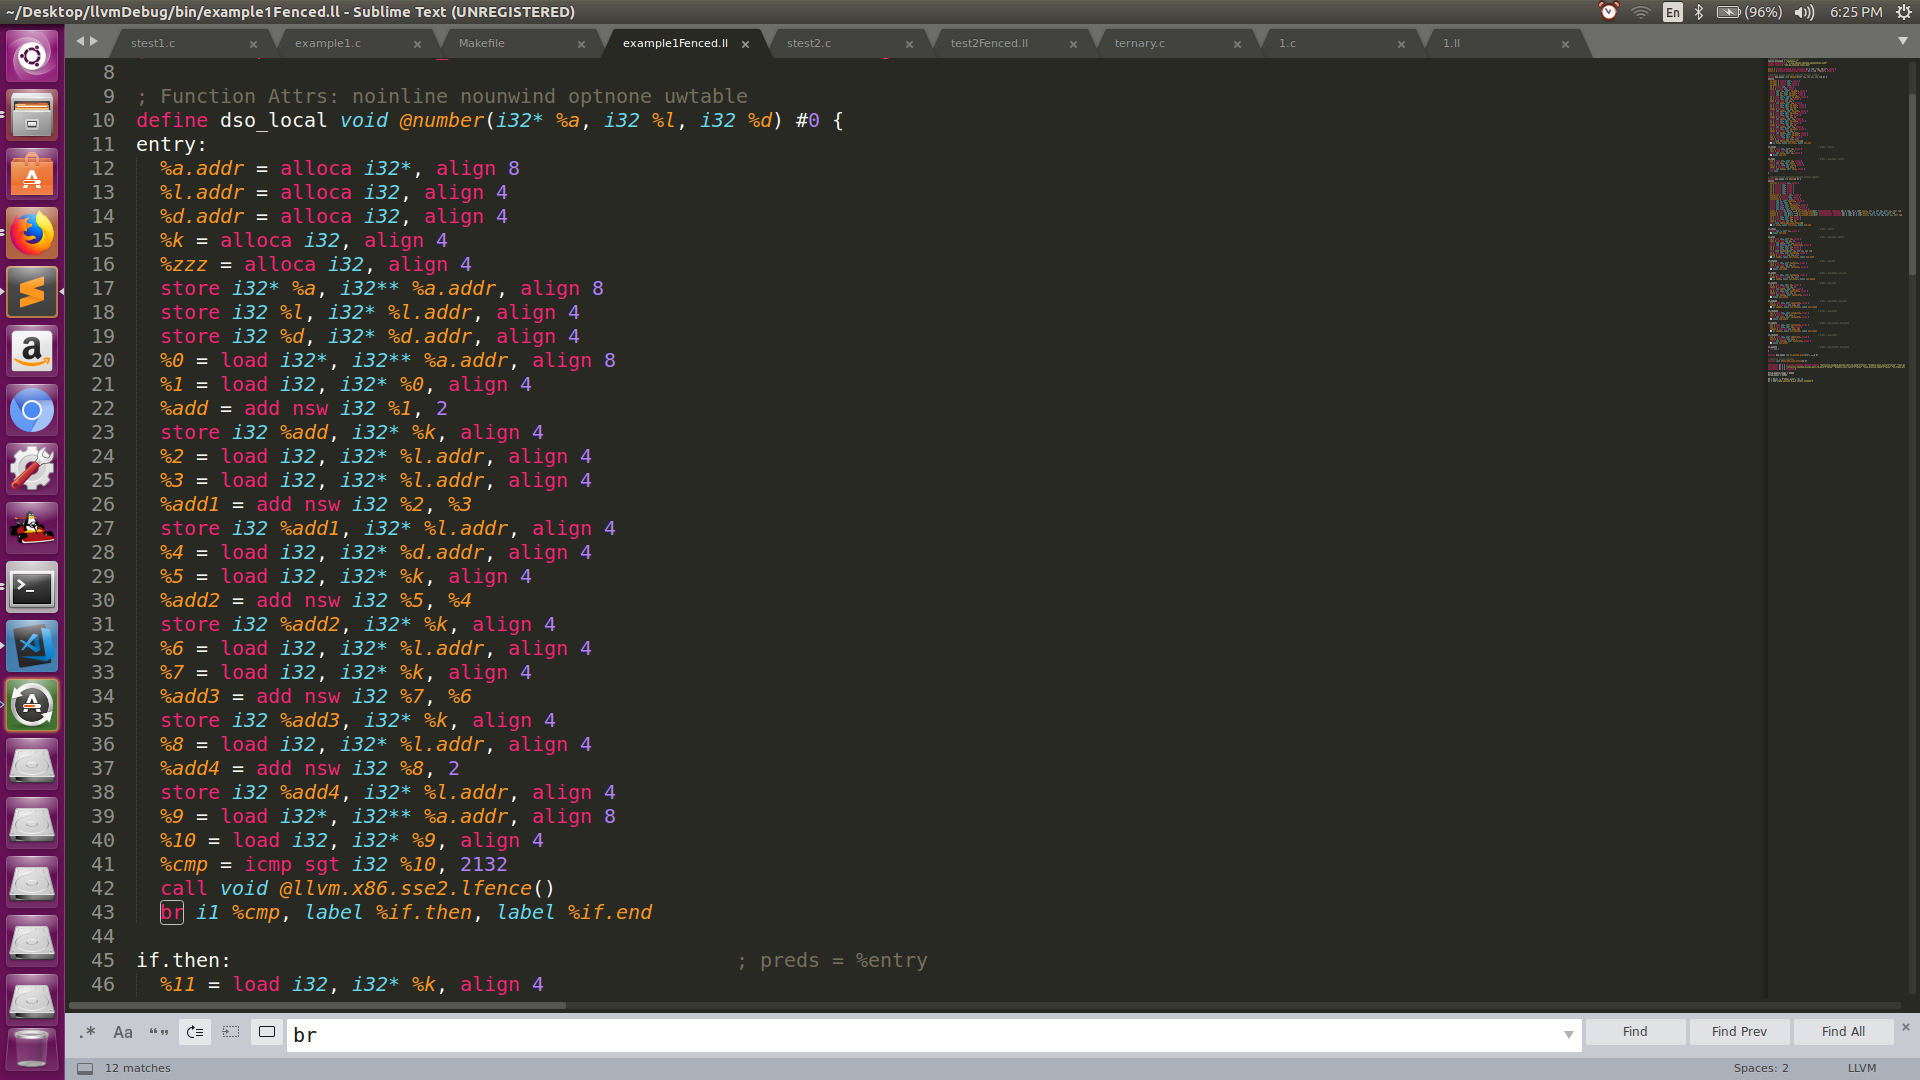 ~/Desktop/llvmDebug/bin/example1Fenced.ll - Sublime Text (UNREGISTERED)
En (96%) 6:25 PM
stest1.c × example1.c × Makefile × example1Fenced.ll × stest2.c × test2Fenced.ll × ternary.c × 1.c × 1.ll ×
8
9 ; Function Attrs: noinline nounwind optnone uwtable
10 define dso_local void @number(i32* %a, i32 %l, i32 %d) #0 {
11 entry:
12 %a.addr = alloca i32*, align 8
13 %l.addr = alloca i32, align 4
14 %d.addr = alloca i32, align 4
15 %k = alloca i32, align 4
16 %zzz = alloca i32, align 4
17 store i32* %a, i32** %a.addr, align 8
18 store i32 %l, i32* %l.addr, align 4
19 store i32 %d, i32* %d.addr, align 4
20 %0 = load i32*, i32** %a.addr, align 8
21 %1 = load i32, i32* %0, align 4
22 %add = add nsw i32 %1, 2
23 store i32 %add, i32* %k, align 4
24 %2 = load i32, i32* %l.addr, align 4
25 %3 = load i32, i32* %l.addr, align 4
26 %add1 = add nsw i32 %2, %3
27 store i32 %add1, i32* %l.addr, align 4
28 %4 = load i32, i32* %d.addr, align 4
29 %5 = load i32, i32* %k, align 4
30 %add2 = add nsw i32 %5, %4
31 store i32 %add2, i32* %k, align 4
32 %6 = load i32, i32* %l.addr, align 4
33 %7 = load i32, i32* %k, align 4
34 %add3 = add nsw i32 %7, %6
35 store i32 %add3, i32* %k, align 4
36 %8 = load i32, i32* %l.addr, align 4
37 %add4 = add nsw i32 %8, 2
38 store i32 %add4, i32* %l.addr, align 4
39 %9 = load i32*, i32** %a.addr, align 8
40 %10 = load i32, i32* %9, align 4
41 %cmp = icmp sgt i32 %10, 2132
42 call void @llvm.x86.sse2.lfence()
43 br i1 %cmp, label %if.then, label %if.end
44
45 if.then: ; preds = %entry
46 %11 = load i32, i32* %k, align 4
.* Aa “” br Find Find Prev Find All ×
12 matches Spaces: 2 LLVM